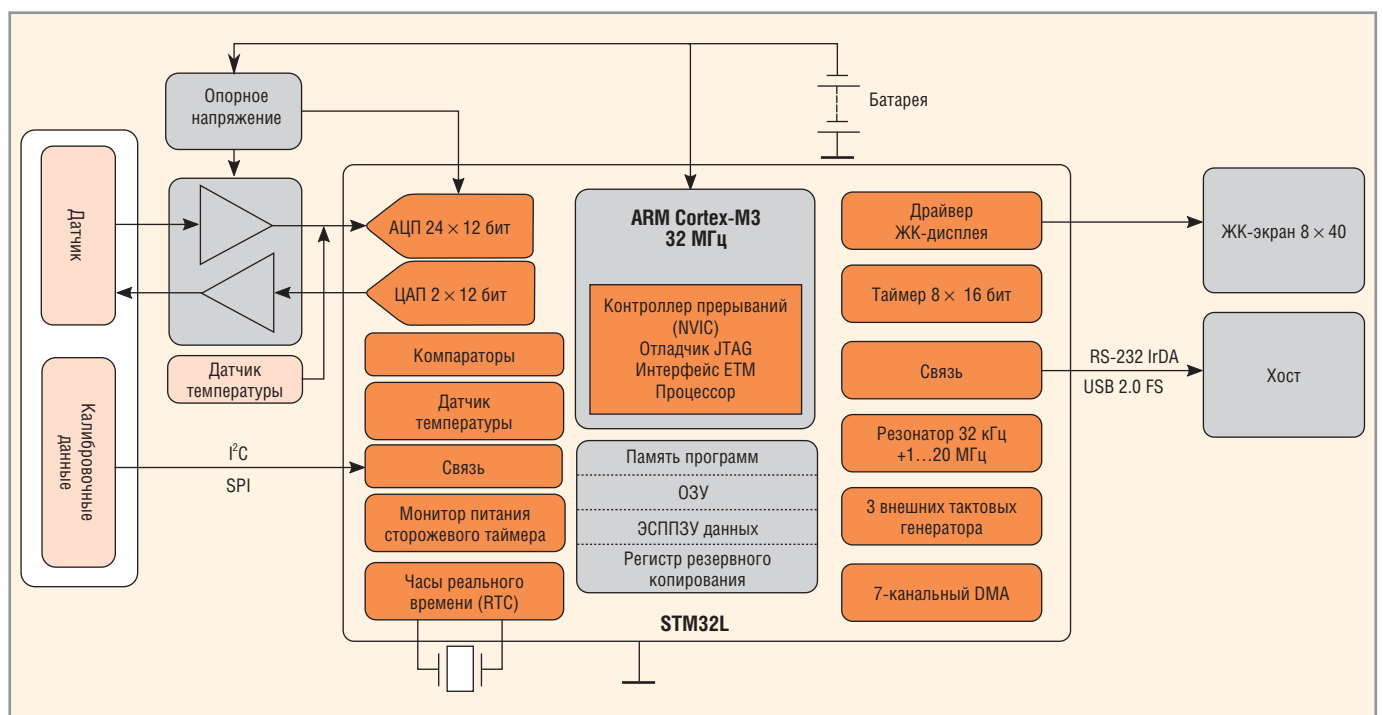 Опорное
напряжение
Батарея
Датчик
АЦП 24 × 12 бит
ЦАП 2 × 12 бит
Датчик
температуры
Калибровочные
данные
I²C
SPI
Компараторы
Датчик
температуры
Связь
Монитор питания
сторожевого таймера
Часы реального
времени (RTC)
ARM Cortex-M3
32 МГц
Контроллер прерываний
(NVIC)
Отладчик JTAG
Интерфейс ETM
Процессор
Память программ
ОЗУ
ЭСППЗУ данных
Регистр резервного
копирования
STM32L
Драйвер
ЖК-дисплея
Таймер 8 × 16 бит
Связь
Резонатор 32 кГц
+1...20 МГц
3 внешних тактовых
генератора
7-канальный DMA
ЖК-экран 8 × 40
RS-232 IrDA
USB 2.0 FS
Хост